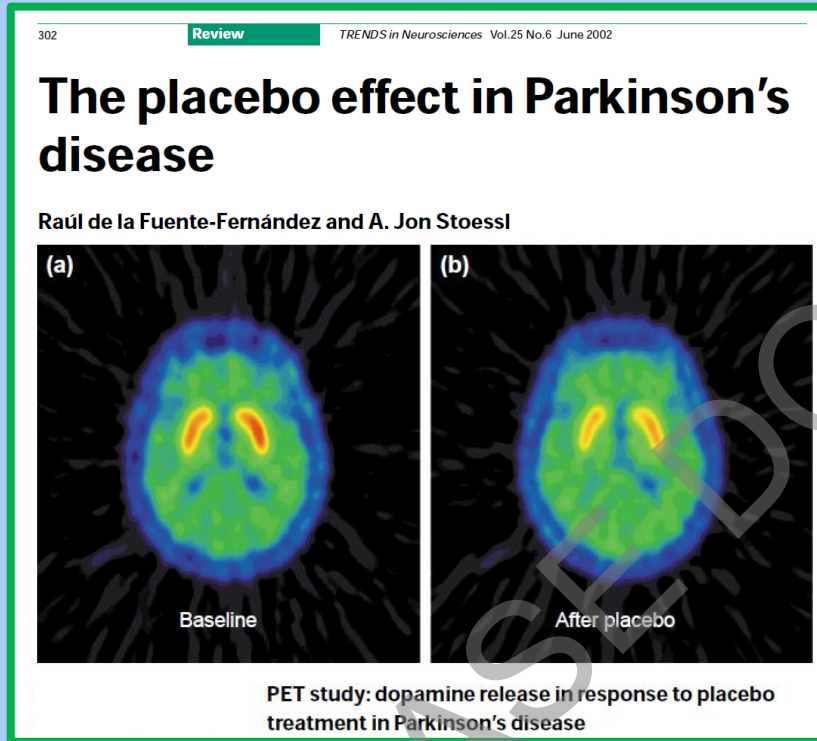 302 Review TRENDS in Neurosciences Vol.25 No.6 June 2002
The placebo effect in Parkinson's
disease
Raúl de la Fuente-Fernández and A. Jon Stoessl
(a) (b)
Baseline After placebo
PET study: dopamine release in response to placebo
treatment in Parkinson's disease